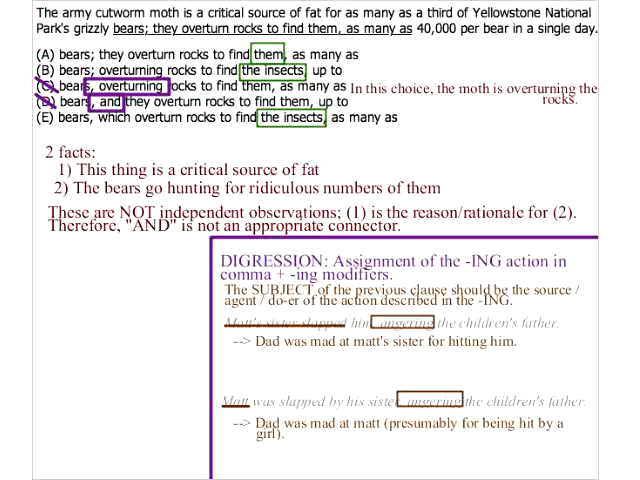 The army cutworm moth is a critical source of fat for as many as a third of Yellowstone National
Park's grizzly bears; they overturn rocks to find them, as many as 40,000 per bear in a single day.
(A) bears; they overturn rocks to find them, as many as
(B) bears; overturning rocks to find the insects, up to
(C) bears, overturning rocks to find them, as many as In this choice, the moth is overturning the
rocks.
(D) bears, and they overturn rocks to find them, up to
(E) bears, which overturn rocks to find the insects, as many as
2 facts:
1) This thing is a critical source of fat
2) The bears go hunting for ridiculous numbers of them
These are NOT independent observations; (1) is the reason/rationale for (2).
Therefore, "AND" is not an appropriate connector.
DIGRESSION: Assignment of the -ING action in
comma + -ing modifiers.
The SUBJECT of the previous clause should be the source /
agent / do-er of the action described in the -ING.
Matt's sister slapped him, angering the children's father.
--> Dad was mad at matt's sister for hitting him.
Matt was slapped by his sister, angering the children's father.
--> Dad was mad at matt (presumably for being hit by a
girl).